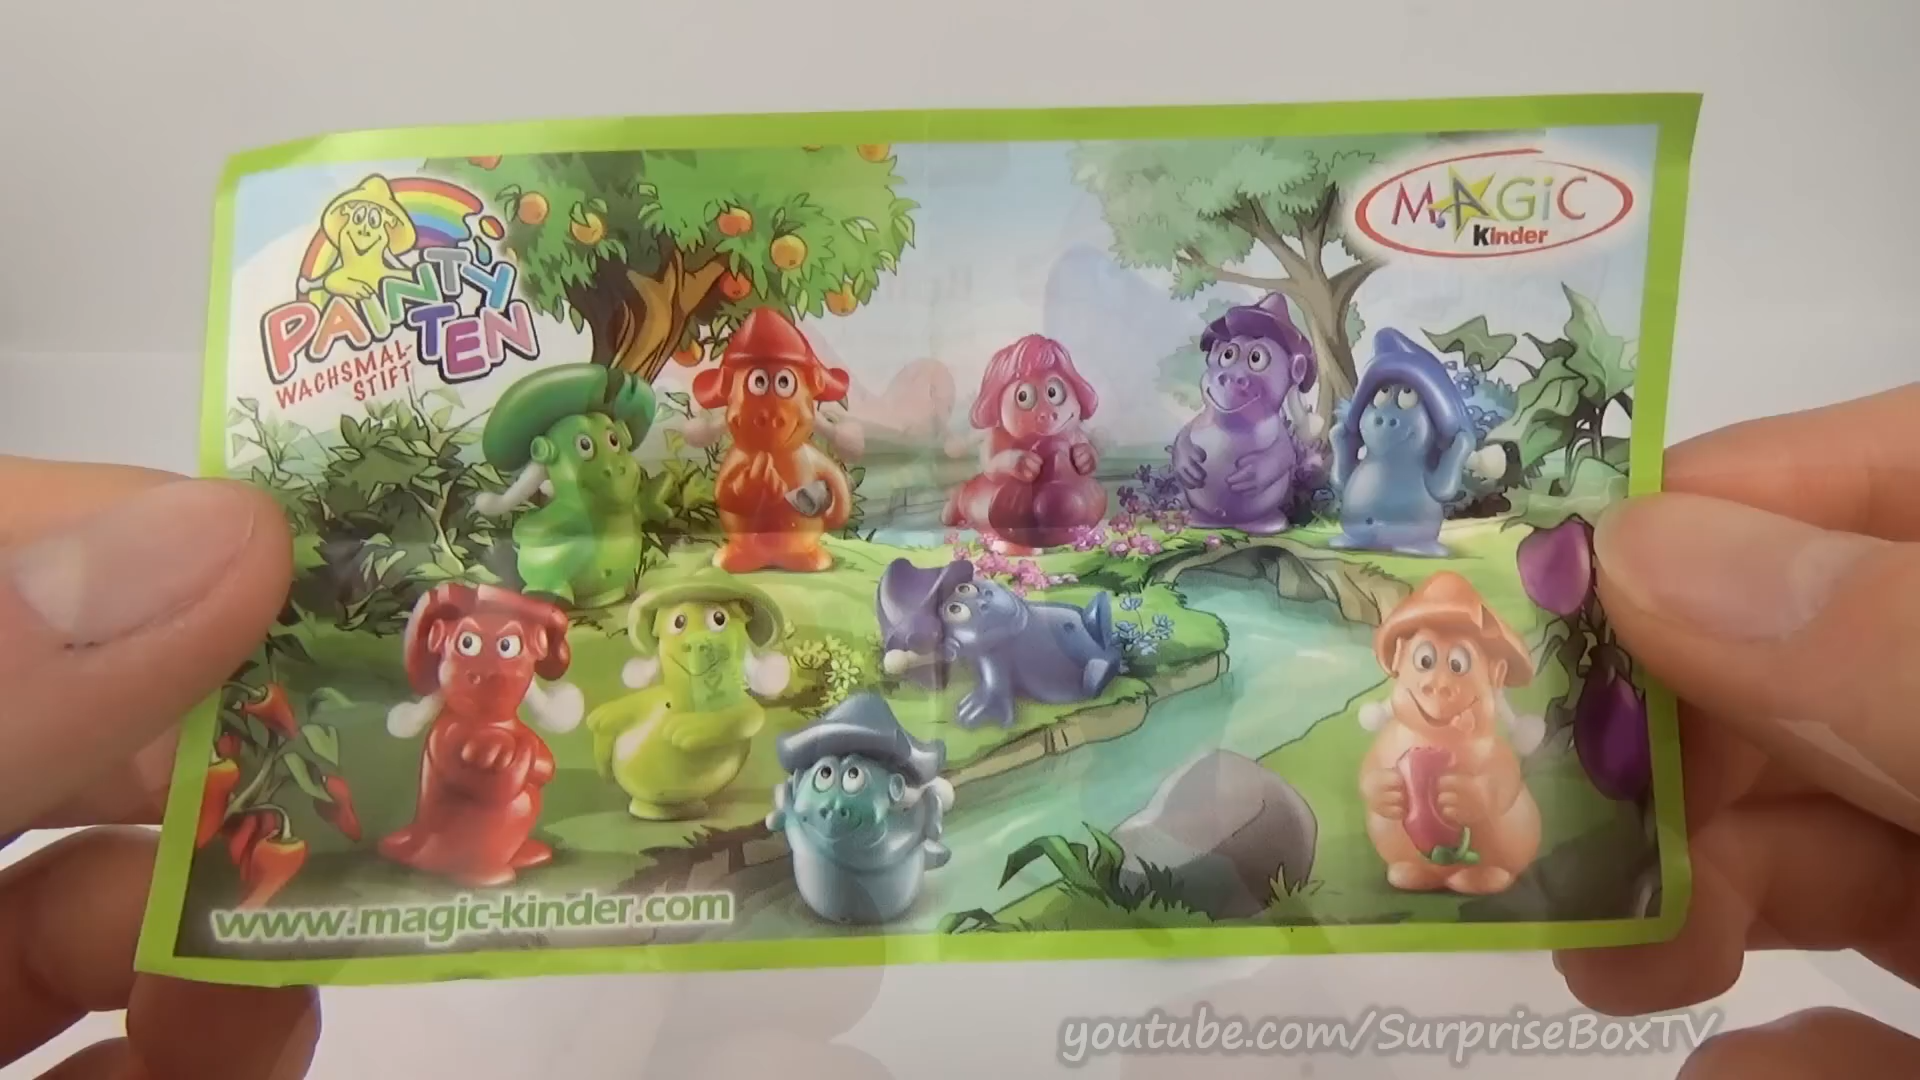 PAINTY
TEN
WACHSMAL-
STIFT
MAGiC
Kinder
www.magic-kinder.com
youtube.com/SurpriseBoxTV